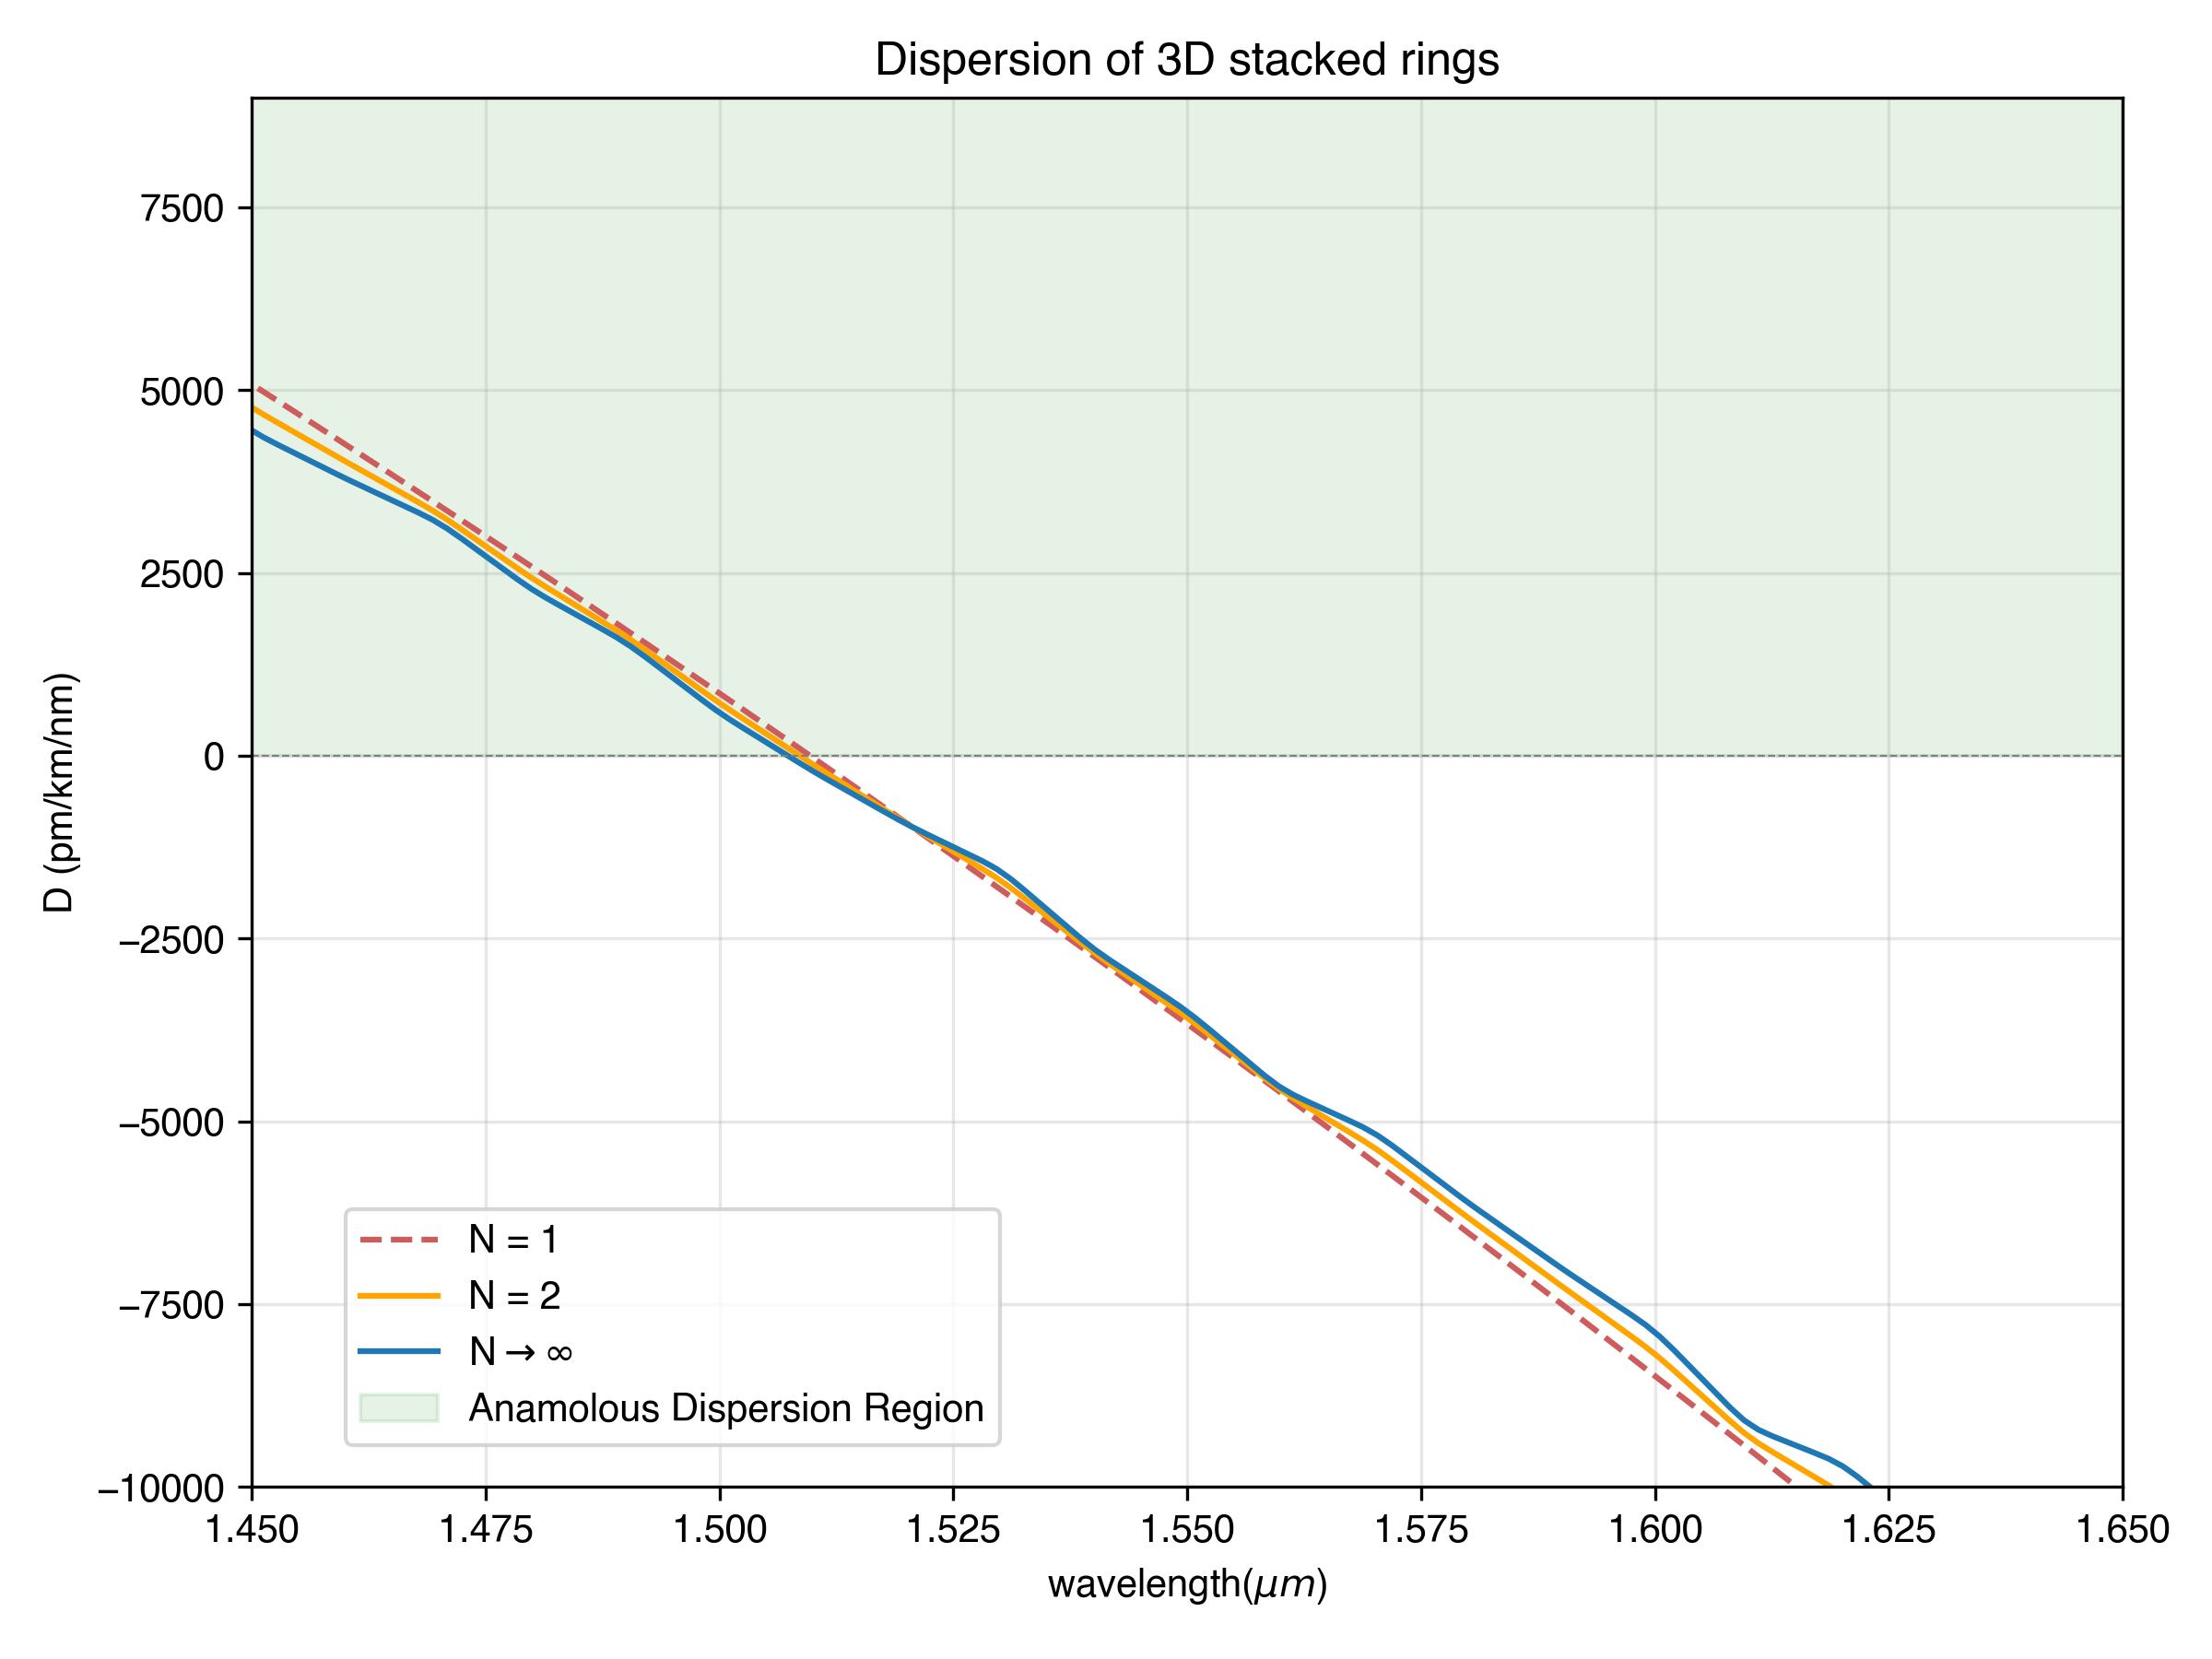 Dispersion of 3D stacked rings
7500
5000
2500
0
−2500
−5000
−7500
−10000
D (pm/km/nm)
N = 1
N = 2
N → ∞
Anamolous Dispersion Region
1.450 1.475 1.500 1.525 1.550 1.575 1.600 1.625 1.650
wavelength(μm)